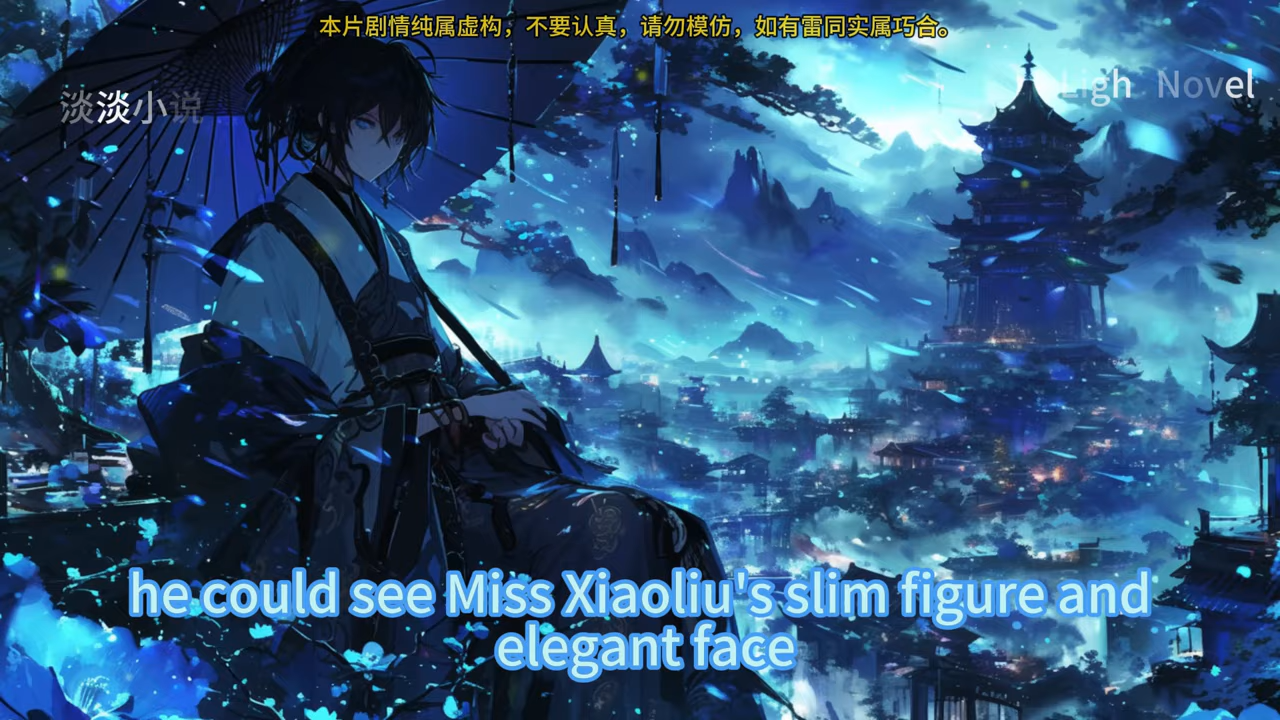 本片剧情纯属虚构，不要认真，请勿模仿，如有雷同实属巧合。
淡淡小说
Ligh Novel
he could see Miss Xiaoliu's slim figure and
elegant face